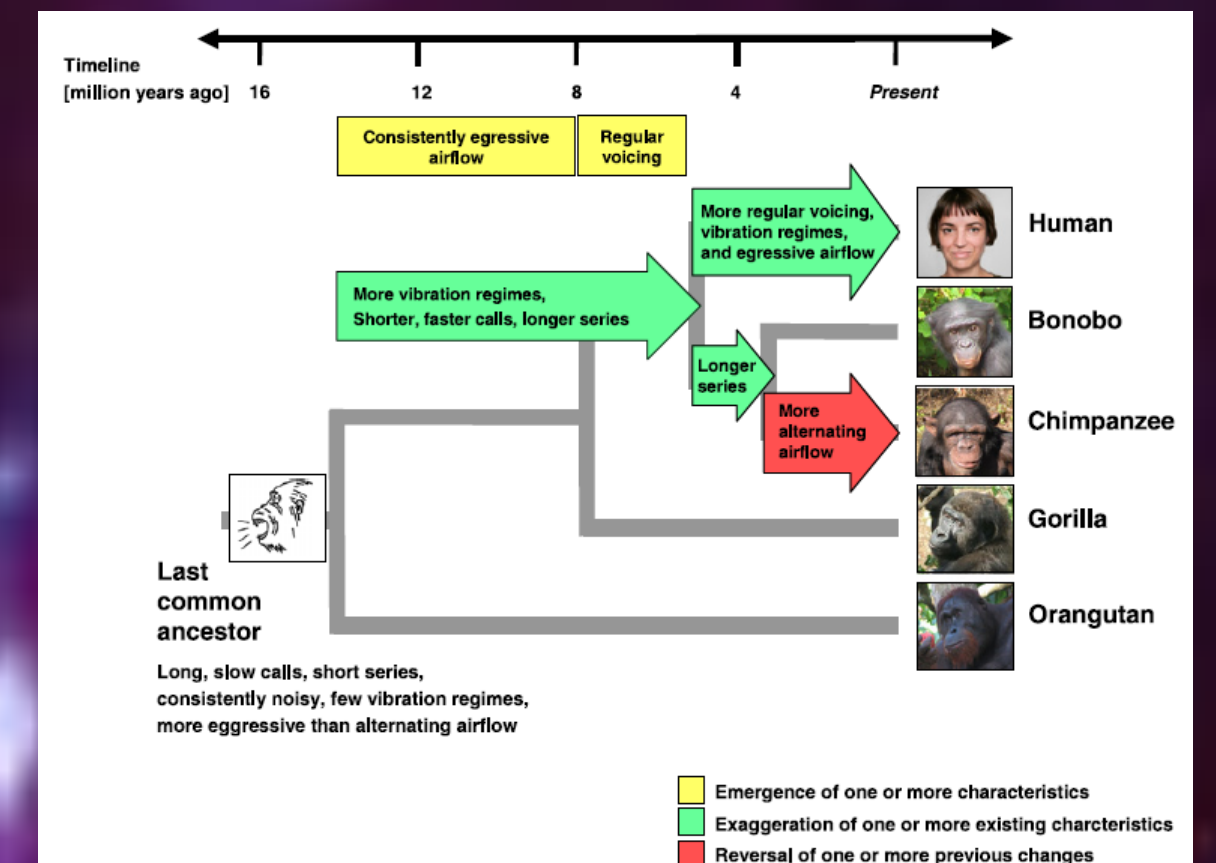 Timeline
[million years ago] 16 12 8 4 Present
Consistently egressive
airflow
Regular
voicing
More regular voicing,
vibration regimes,
and egressive airflow
Human
More vibration regimes,
Shorter, faster calls, longer series
Bonobo
Longer
series
More
alternating
airflow
Chimpanzee
Gorilla
Last
common
ancestor
Orangutan
Long, slow calls, short series,
consistently noisy, few vibration regimes,
more eggressive than alternating airflow
Emergence of one or more characteristics
Exaggeration of one or more existing charcteristics
Reversal of one or more previous changes